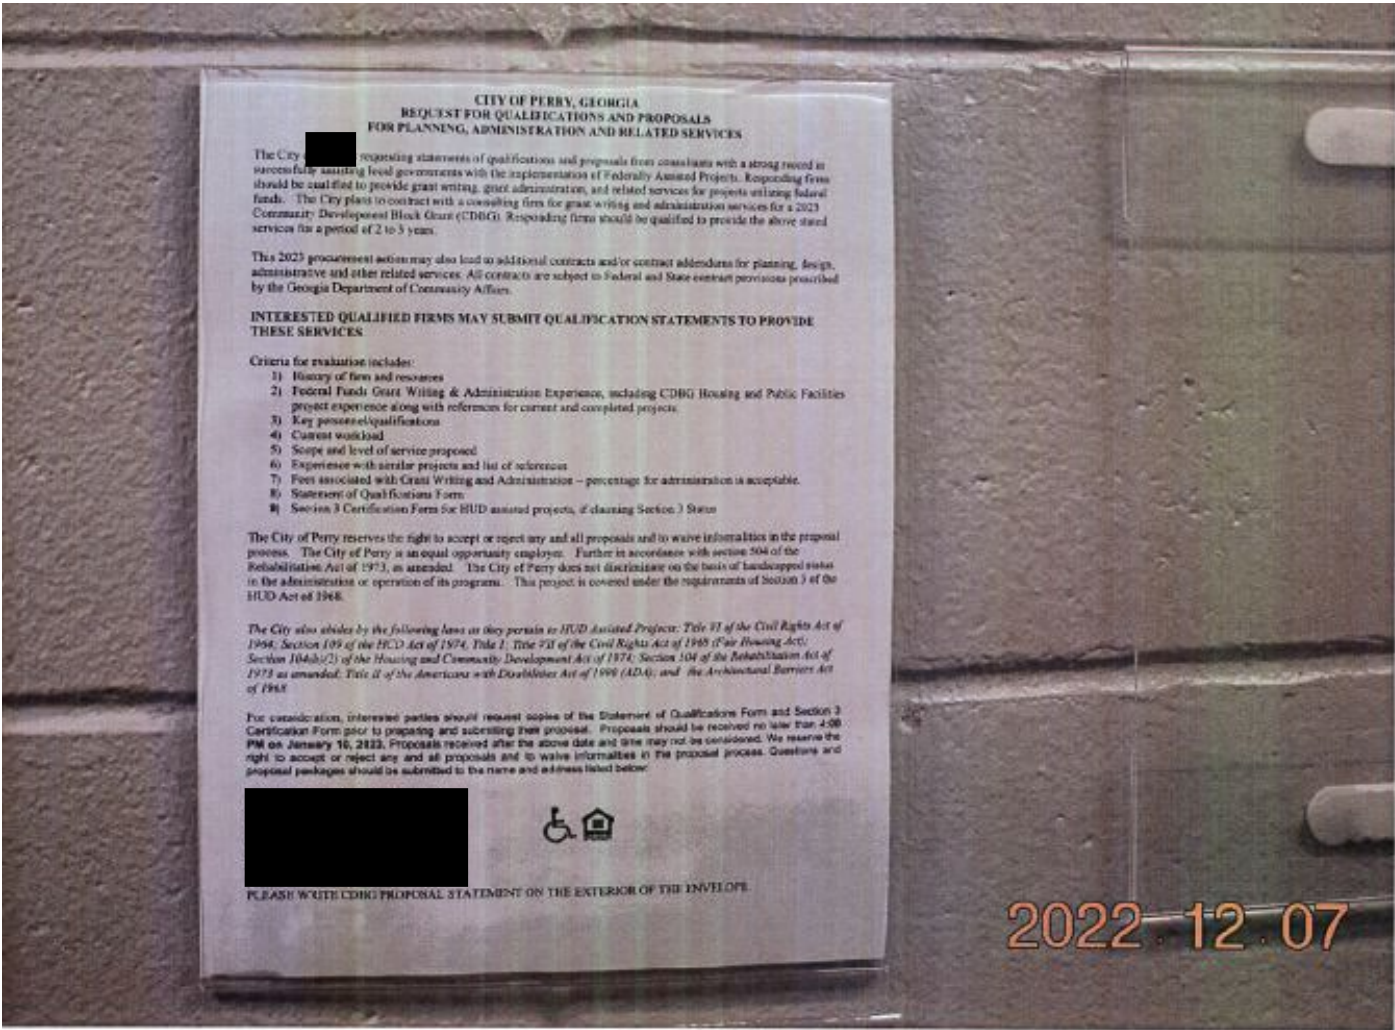 CITY OF PERRY, GEORGIA
REQUEST FOR QUALIFICATIONS AND PROPOSALS
FOR PLANNING, ADMINISTRATION AND RELATED SERVICES
The City requesting statements of qualifications and proposals from consultants with a strong record in
successfully assisting local governments with the implementation of Federally Assisted Projects. Responding firms
should be qualified to provide grant writing, grant administration, and related services for projects utilizing federal
funds. The City plans to contract with a consulting firm for grant writing and administration services for a 2023
Community Development Block Grant (CDBG). Responding firms should be qualified to provide the above stated
services for a period of 2 to 3 years.
This 2023 procurement action may also lead to additional contracts and/or contract addendums for planning, design,
administrative and other related services. All contracts are subject to Federal and State contract provisions prescribed
by the Georgia Department of Community Affairs.
INTERESTED QUALIFIED FIRMS MAY SUBMIT QUALIFICATION STATEMENTS TO PROVIDE
THESE SERVICES
Criteria for evaluation includes:
1) History of firm and resources
2) Federal Funds Grant Writing & Administration Experience, including CDBG Housing and Public Facilities
project experience along with references for current and completed projects.
3) Key personnel/qualifications
4) Current workload
5) Scope and level of service proposed
6) Experience with similar projects and list of references
7) Fees associated with Grant Writing and Administration – percentage for administration is acceptable.
8) Statement of Qualifications Form
9) Section 3 Certification Form for HUD assisted projects, if claiming Section 3 Status
The City of Perry reserves the right to accept or reject any and all proposals and to waive informalities in the proposal
process. The City of Perry is an equal opportunity employer. Further in accordance with section 504 of the
Rehabilitation Act of 1973, as amended. The City of Perry does not discriminate on the basis of handicapped status
in the administration or operation of its programs. This project is covered under the requirements of Section 3 of the
HUD Act of 1968.
The City also abides by the following laws as they pertain to HUD Assisted Projects: Title VI of the Civil Rights Act of
1964; Section 109 of the HCD Act of 1974, Title I; Title VII of the Civil Rights Act of 1968 (Fair Housing Act);
Section 104(b)(2) of the Housing and Community Development Act of 1974; Section 504 of the Rehabilitation Act of
1973 as amended; Title II of the Americans with Disabilities Act of 1990 (ADA); and the Architectural Barriers Act
of 1968
For consideration, interested parties should request copies of the Statement of Qualifications Form and Section 3
Certification Form prior to preparing and submitting their proposal. Proposals should be received no later than 4:00
PM on January 10, 2023. Proposals received after the above date and time may not be considered. We reserve the
right to accept or reject any and all proposals and to waive informalities in the proposal process. Questions and
proposal packages should be submitted to the name and address listed below:
PLEASE WRITE CDBG PROPOSAL STATEMENT ON THE EXTERIOR OF THE ENVELOPE
2022 . 12 . 07